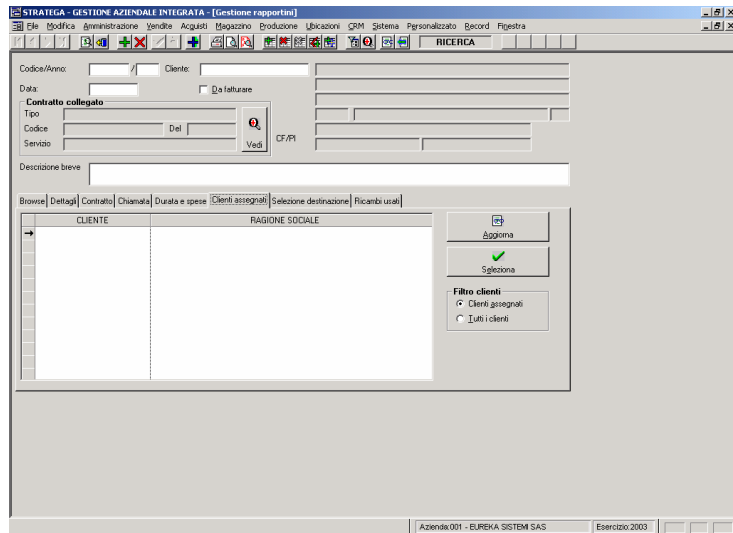 STRATEGA - GESTIONE AZIENDALE INTEGRATA - [Gestione rapportini]
File Modifica Amministrazione Vendite Acquisti Magazzino Produzione Ubicazioni CRM Sistema Personalizzato Record Finestra
RICERCA
Codice/Anno: / Cliente:
Data: Da fatturare
Contratto collegato
Tipo
Codice Del
Servizio Vedi CF/PI
Descrizione breve
Browse Dettagli Contratto Chiamata Durata e spese Clienti assegnati Selezione destinazione Ricambi usati
CLIENTE RAGIONE SOCIALE
Aggiorna
Seleziona
Filtro clienti
Clienti assegnati
Tutti i clienti
Azienda:001 - EUREKA SISTEMI SAS Esercizio:2003